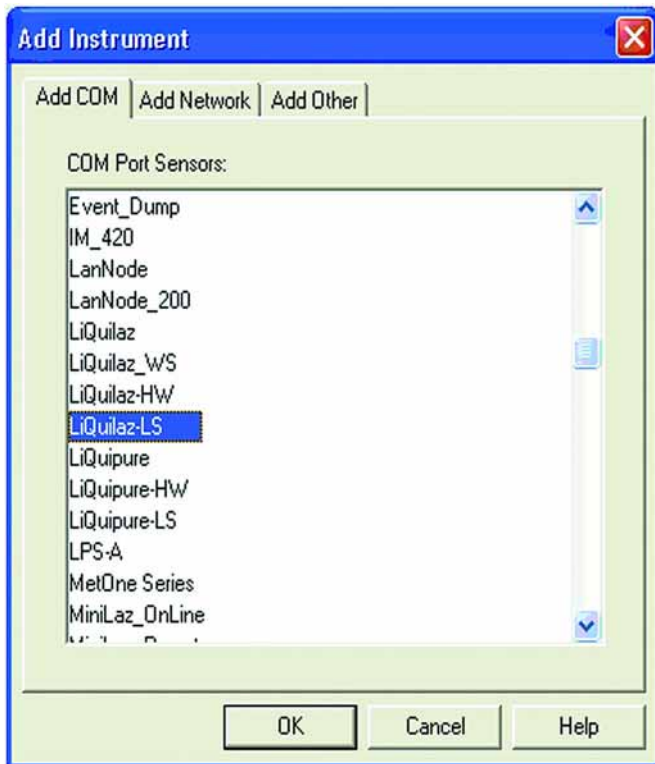 Add Instrument
Add COM
Add Network
Add Other
COM Port Sensors:
Event_Dump
IM_420
LanNode
LanNode_200
LiQuilaz
LiQuilaz_WS
LiQuilaz-HW
LiQuilaz-LS
LiQuipure
LiQuipure-HW
LiQuipure-LS
LPS-A
MetOne Series
MiniLaz_OnLine
OK
Cancel
Help